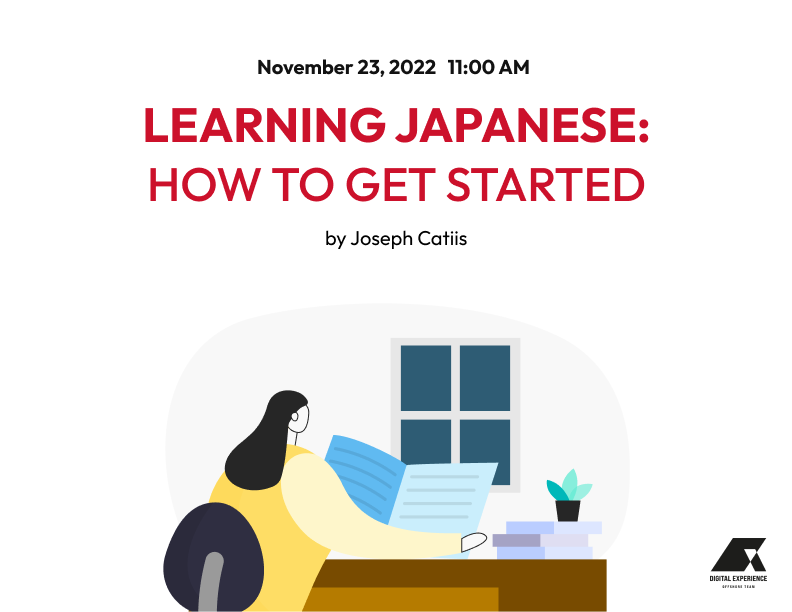 November 23, 2022 11:00 AM
LEARNING JAPANESE:
HOW TO GET STARTED
by Joseph Catiis
DIGITAL EXPERIENCE
OFFSHORE TEAM